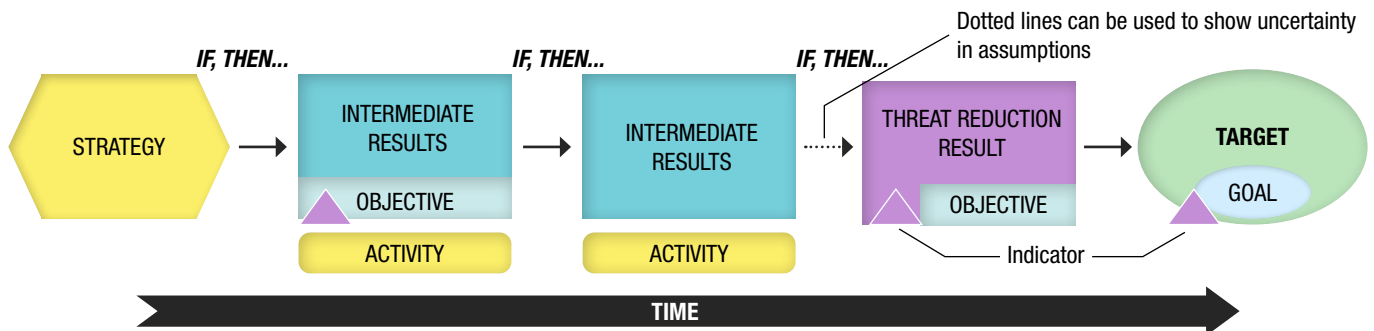 Dotted lines can be used to show uncertainty
in assumptions
IF, THEN...
IF, THEN...
IF, THEN...
STRATEGY
INTERMEDIATE
RESULTS
OBJECTIVE
ACTIVITY
INTERMEDIATE
RESULTS
ACTIVITY
THREAT REDUCTION
RESULT
OBJECTIVE
TARGET
GOAL
Indicator
TIME